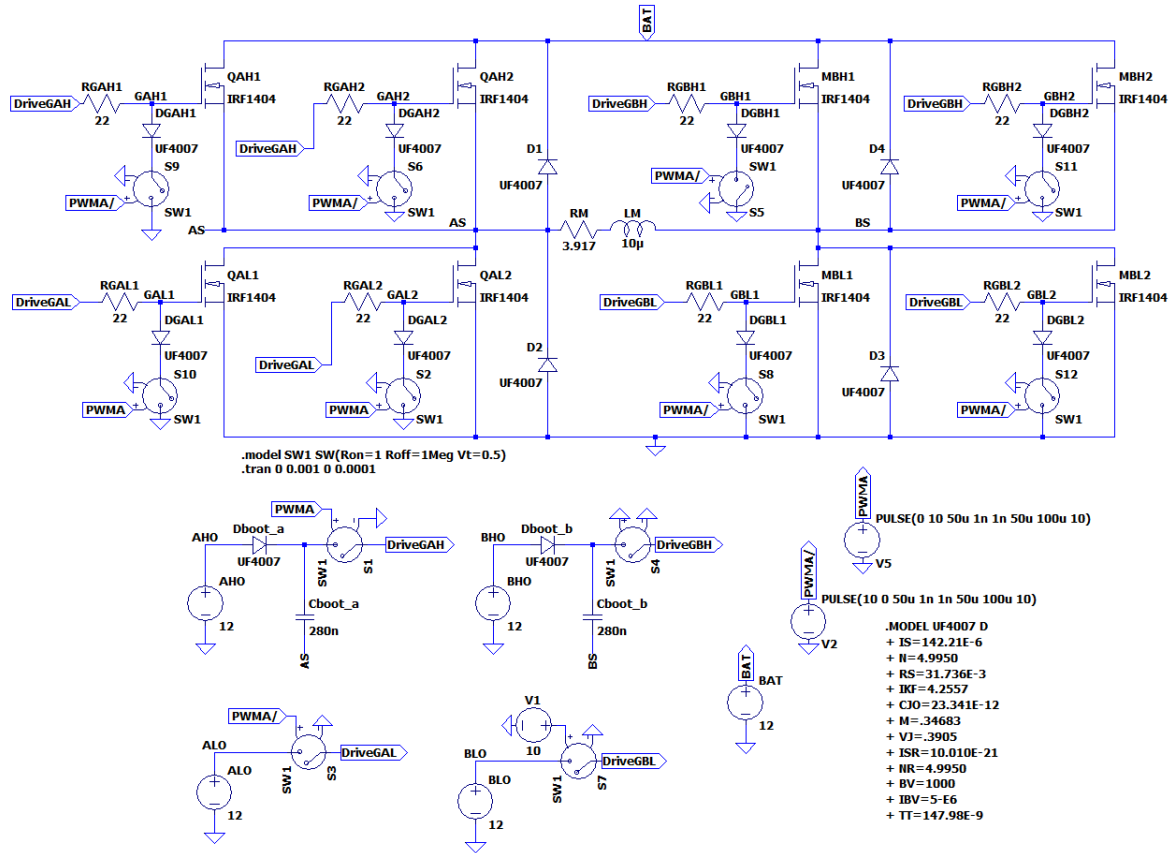 BAT
QAH1
IRF1404
DriveGAH
RGAH1
22
GAH1
DGAH1
UF4007
S9
PWMA/
SW1
AS
QAH2
IRF1404
DriveGAH
RGAH2
22
GAH2
DGAH2
UF4007
S6
PWMA/
SW1
AS
D1
UF4007
RM
3.917
LM
10µ
MBH1
IRF1404
DriveGBH
RGBH1
22
GBH1
DGBH1
UF4007
SW1
PWMA/
S5
D4
UF4007
BS
MBH2
IRF1404
DriveGBH
RGBH2
22
GBH2
DGBH2
UF4007
S11
PWMA/
SW1
QAL1
IRF1404
DriveGAL
RGAL1
22
GAL1
DGAL1
UF4007
S10
PWMA
SW1
QAL2
IRF1404
DriveGAL
RGAL2
22
GAL2
DGAL2
UF4007
S2
PWMA
SW1
D2
UF4007
MBL1
IRF1404
DriveGBL
RGBL1
22
GBL1
DGBL1
UF4007
S8
PWMA/
SW1
D3
UF4007
MBL2
IRF1404
DriveGBL
RGBL2
22
GBL2
DGBL2
UF4007
S12
PWMA/
SW1
.model SW1 SW(Ron=1 Roff=1Meg Vt=0.5)
.tran 0 0.001 0 0.0001
PWMA
Dboot_a
UF4007
AHO
AHO
12
SW1
S1
DriveGAH
Cboot_a
280n
AS
BHO
BHO
12
Dboot_b
UF4007
SW1
S4
DriveGBH
Cboot_b
280n
BS
PWMA
PULSE(0 10 50u 1n 1n 50u 100u 10)
V5
PWMA/
PULSE(10 0 50u 1n 1n 50u 100u 10)
V2
BAT
BAT
12
PWMA/
ALO
ALO
12
SW1
S3
DriveGAL
V1
10
BLO
BLO
12
SW1
S7
DriveGBL
.MODEL UF4007 D
+ IS=142.21E-6
+ N=4.9950
+ RS=31.736E-3
+ IKF=4.2557
+ CJO=23.341E-12
+ M=.34683
+ VJ=.3905
+ ISR=10.010E-21
+ NR=4.9950
+ BV=1000
+ IBV=5-E6
+ TT=147.98E-9